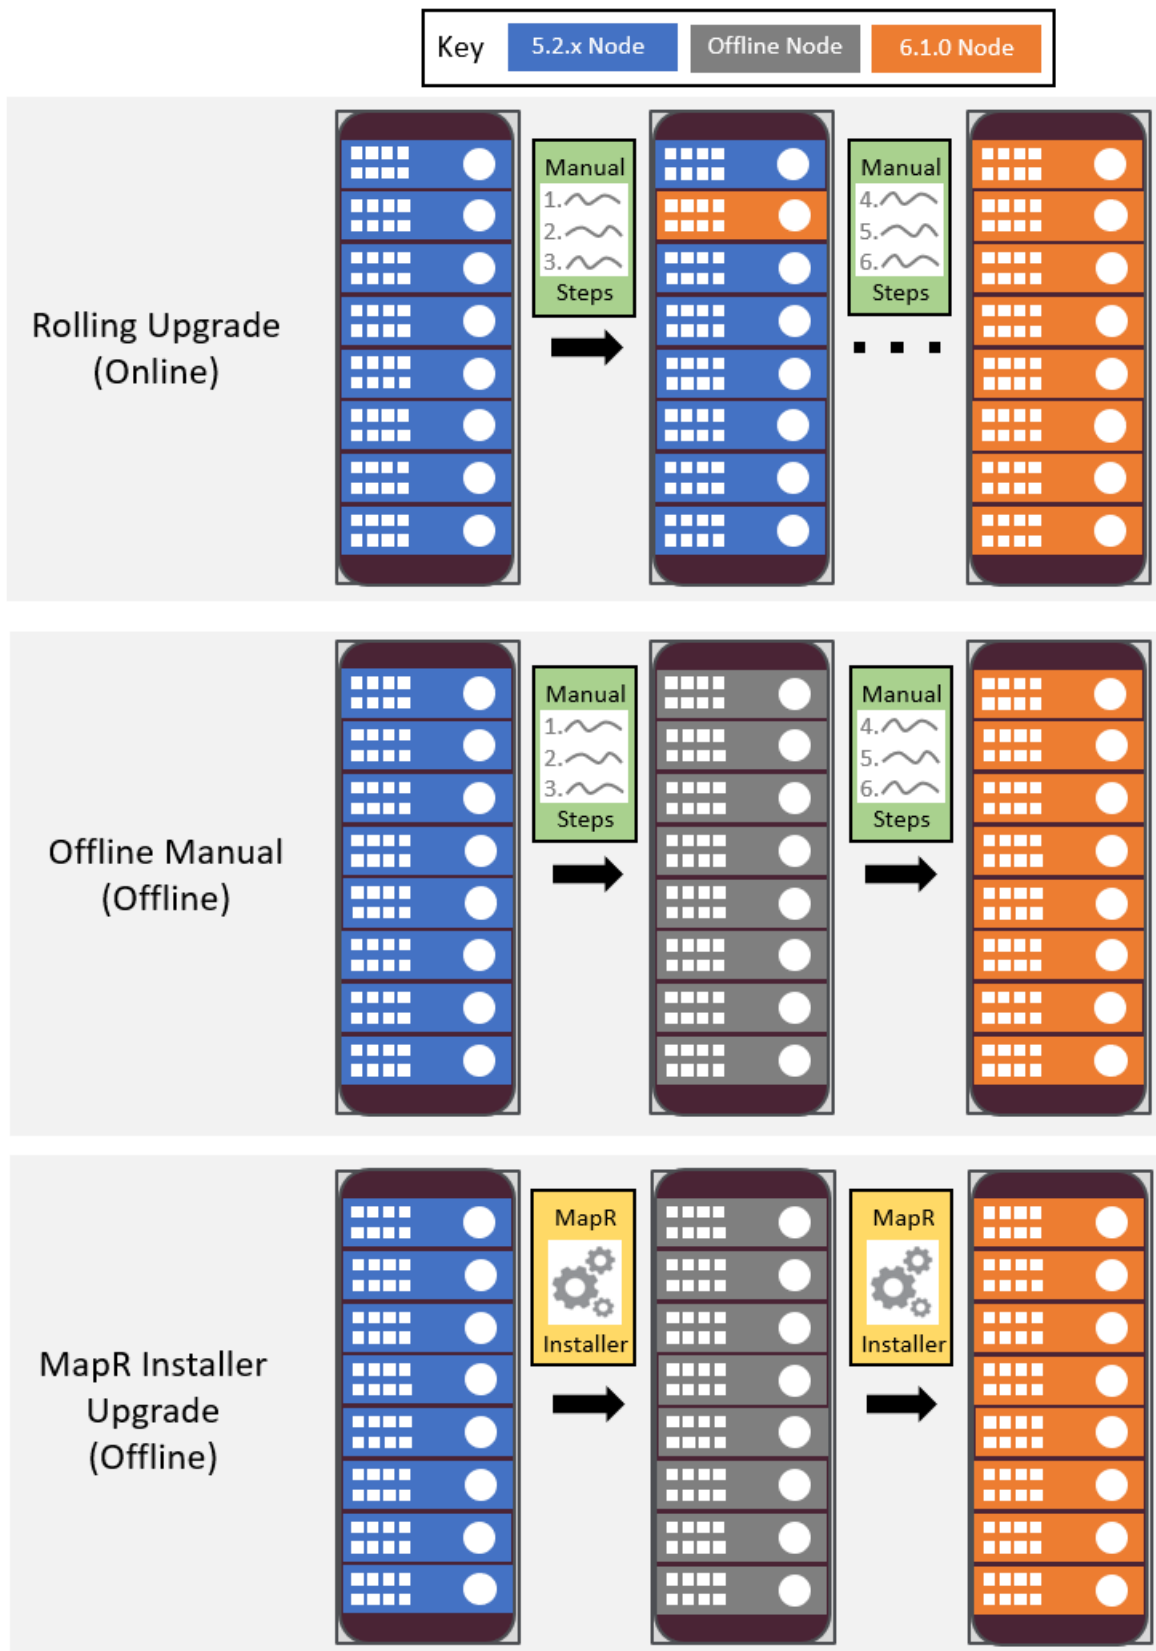 Key
5.2.x Node
Offline Node
6.1.0 Node
Rolling Upgrade
(Online)
Manual
1.
2.
3.
Steps
Manual
4.
5.
6.
Steps
Offline Manual
(Offline)
Manual
1.
2.
3.
Steps
Manual
4.
5.
6.
Steps
MapR Installer
Upgrade
(Offline)
MapR
Installer
MapR
Installer